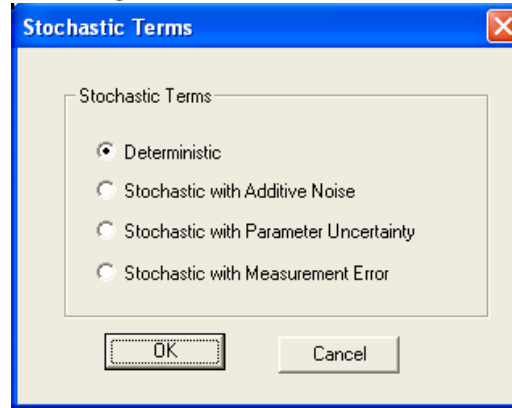 Stochastic Terms
Stochastic Terms
Deterministic
Stochastic with Additive Noise
Stochastic with Parameter Uncertainty
Stochastic with Measurement Error
OK
Cancel